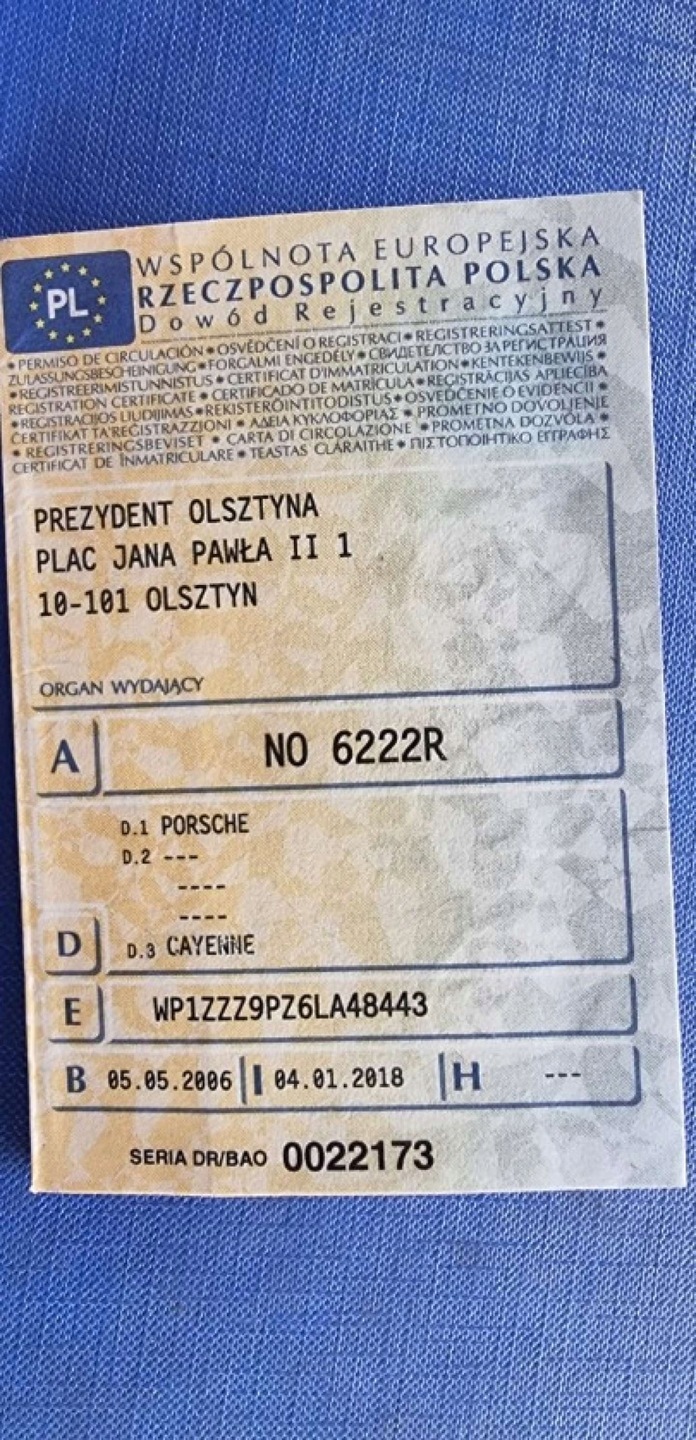 PL
WSPÓLNOTA EUROPEJSKA
RZECZPOSPOLITA POLSKA
Dowód Rejestracyjny
• PERMISO DE CIRCULACIÓN • OSVĚDČENÍ O REGISTRACI • REGISTRERINGSATTEST •
ZULASSUNGSBESCHEINIGUNG • FORGALMI ENGEDÉLY • СВИДЕТЕЛСТВО ЗА РЕГИСТРАЦИЯ
• REGISTREERIMISTUNNISTUS • CERTIFICAT D'IMMATRICULATION • KENTEKENBEWIJS •
REGISTRATION CERTIFICATE • CERTIFICADO DE MATRÍCULA • REGISTRĀCIJAS APLIECĪBA
• REGISTRACIJOS LIUDIJIMAS • REKISTERÖINTITODISTUS • OSVEDČENIE O EVIDENCII •
ĊERTIFIKAT TA'REĠISTRAZZJONI • ΑΔΕΙΑ ΚΥΚΛΟΦΟΡΙΑΣ • PROMETNO DOVOLJENJE
• REGISTRERINGSBEVISET • CARTA DI CIRCOLAZIONE • PROMETNA DOZVOLA •
CERTIFICAT DE ÎNMATRICULARE • TEASTAS CLÁRAITHE • ΠΙΣΤΟΠΟΙΗΤΙΚΟ ΕΓΓΡΑΦΗΣ
PREZYDENT OLSZTYNA
PLAC JANA PAWŁA II 1
10-101 OLSZTYN
ORGAN WYDAJĄCY
A NO 6222R
D.1 PORSCHE
D.2 ---
----
----
D D.3 CAYENNE
E WP1ZZZ9PZ6LA48443
B 05.05.2006 I 04.01.2018 H ---
SERIA DR/BAO 0022173